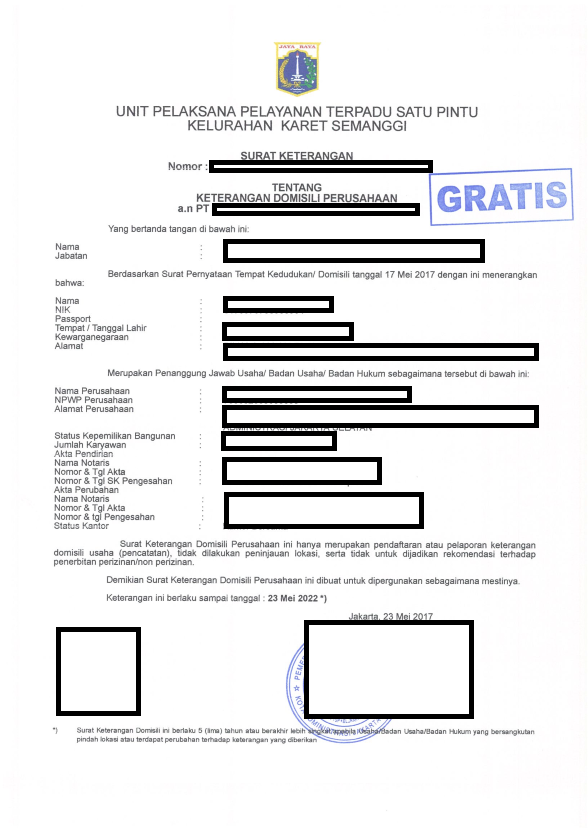 JAYA RAYA
UNIT PELAKSANA PELAYANAN TERPADU SATU PINTU
KELURAHAN KARET SEMANGGI
SURAT KETERANGAN
Nomor :
TENTANG
KETERANGAN DOMISILI PERUSAHAAN
a.n PT
GRATIS
Yang bertanda tangan di bawah ini:
Nama :
Jabatan :
Berdasarkan Surat Pernyataan Tempat Kedudukan/ Domisili tanggal 17 Mei 2017 dengan ini menerangkan
bahwa:
Nama :
NIK :
Passport :
Tempat / Tanggal Lahir :
Kewarganegaraan :
Alamat :
Merupakan Penanggung Jawab Usaha/ Badan Usaha/ Badan Hukum sebagaimana tersebut di bawah ini:
Nama Perusahaan :
NPWP Perusahaan :
Alamat Perusahaan :
Status Kepemilikan Bangunan :
Jumlah Karyawan :
Akta Pendirian
Nama Notaris :
Nomor & Tgl Akta :
Nomor & Tgl SK Pengesahan :
Akta Perubahan
Nama Notaris :
Nomor & Tgl Akta :
Nomor & tgl Pengesahan :
Status Kantor :
Surat Keterangan Domisili Perusahaan ini hanya merupakan pendaftaran atau pelaporan keterangan
domisili usaha (pencatatan), tidak dilakukan peninjauan lokasi, serta tidak untuk dijadikan rekomendasi terhadap
penerbitan perizinan/non perizinan.
Demikian Surat Keterangan Domisili Perusahaan ini dibuat untuk dipergunakan sebagaimana mestinya.
Keterangan ini berlaku sampai tanggal : 23 Mei 2022 *)
Jakarta, 23 Mei 2017
*) Surat Keterangan Domisili ini berlaku 5 (lima) tahun atau berakhir lebih singkat apabila Usaha/Badan Usaha/Badan Hukum yang bersangkutan
pindah lokasi atau terdapat perubahan terhadap keterangan yang diberikan